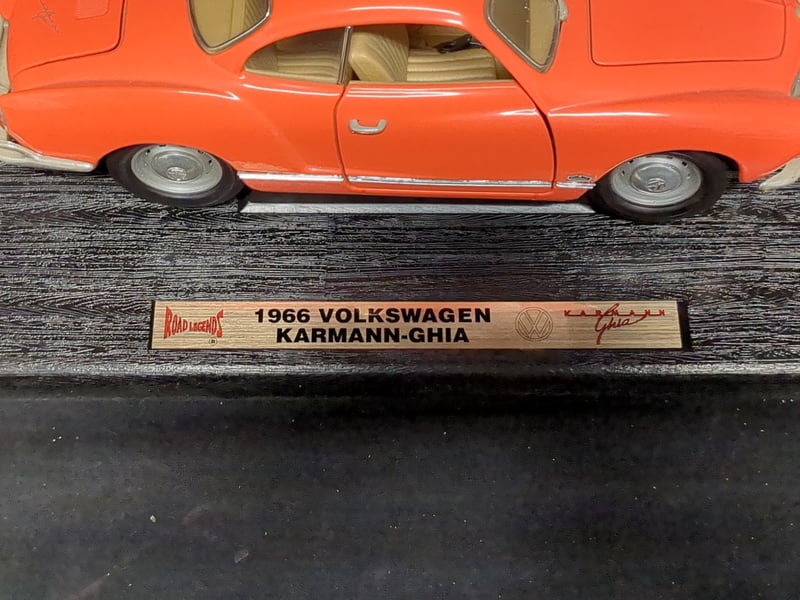 ROAD LEGENDS ®
1966 VOLKSWAGEN
KARMANN-GHIA
KARMANN
Ghia